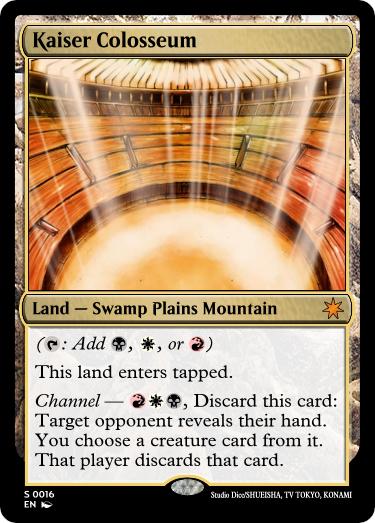 Kaiser Colosseum
Land — Swamp Plains Mountain
(: Add , , or )
This land enters tapped.
Channel — , Discard this card:
Target opponent reveals their hand.
You choose a creature card from it.
That player discards that card.
S 0016
EN
Studio Dice/SHUEISHA, TV TOKYO, KONAMI